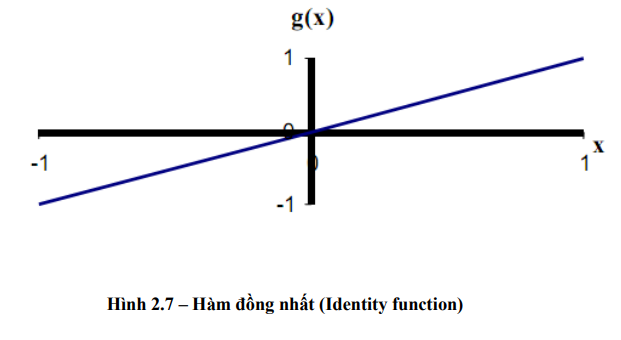 g(x)
1
0
x
-1
0
1
-1
Hình 2.7 – Hàm đồng nhất (Identity function)